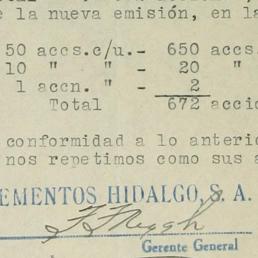 e la nueva emisión, en la
50 accs.c/u.- 650 accs.
10 " " - 20 "
1 accn. " - 2
Total 672 accio
conformidad a lo anterio
nos repetimos como sus a
EMENTOS HIDALGO, S. A.
Gerente General